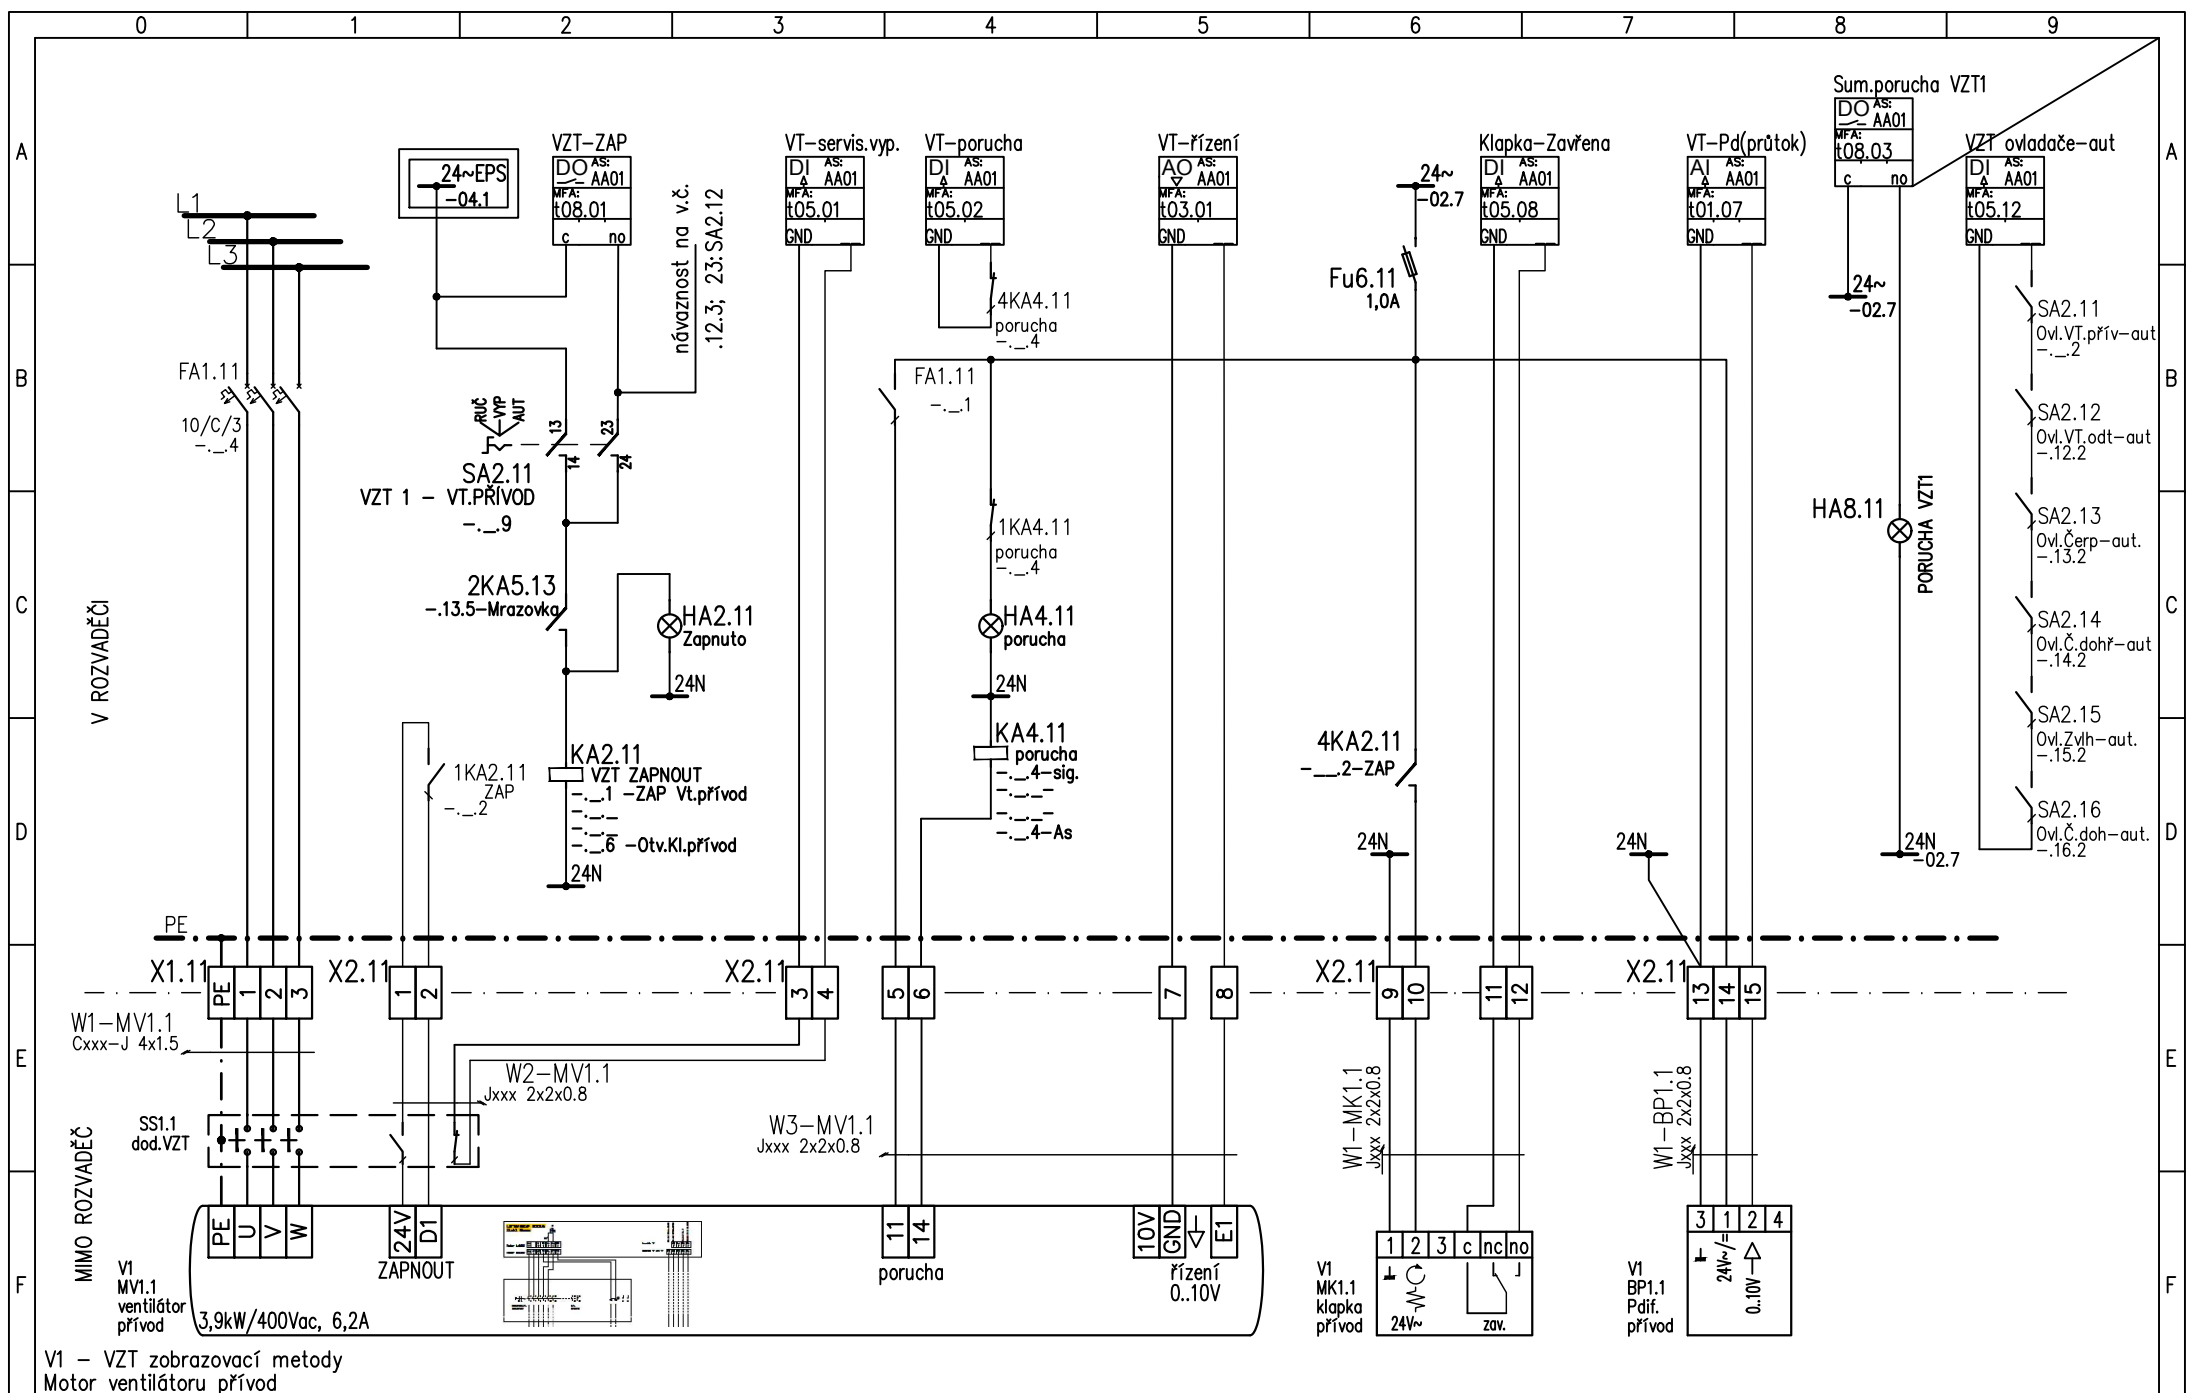 0 1 2 3 4 5 6 7 8 9
A
B
C
D
E
F
A
B
C
D
E
F
V ROZVADĚČI
MIMO ROZVADĚČ
L1
L2
L3
FA1.11
10/C/3
-._.4
PE
24~EPS
-04.1
VZT-ZAP
DO AS:
AA01
MFA:
t08.01
c no
návaznost na v.č.
.12.3; 23:SA2.12
RUČ
VYP
AUT
13
14
23
24
SA2.11
VZT 1 - VT.PŘÍVOD
-._.9
2KA5.13
-.13.5-Mrazovka
HA2.11
Zapnuto
24N
1KA2.11
ZAP
-._.2
KA2.11
VZT ZAPNOUT
-._.1 -ZAP Vt.přívod
-._._
-._._
-._.6 -Otv.Kl.přívod
24N
VT-servis.vyp.
DI AS:
AA01
MFA:
t05.01
GND
VT-porucha
DI AS:
AA01
MFA:
t05.02
GND
4KA4.11
porucha
-._.4
FA1.11
-._.1
1KA4.11
porucha
-._.4
HA4.11
porucha
24N
KA4.11
porucha
-._.4-sig.
-._._-
-._._-
-._.4-As
VT-řízení
AO AS:
AA01
MFA:
t03.01
GND
24~
-02.7
Fu6.11
1,0A
4KA2.11
-.__.2-ZAP
24N
Klapka-Zavřena
DI AS:
AA01
MFA:
t05.08
GND
VT-Pd(průtok)
AI AS:
AA01
MFA:
t01.07
GND
24N
Sum.porucha VZT1
DO AS:
AA01
MFA:
t08.03
c no
24~
-02.7
HA8.11
PORUCHA VZT1
24N
-02.7
VZT ovladače-aut
DI AS:
AA01
MFA:
t05.12
GND
SA2.11
Ovl.VT.přív-aut
-._.2
SA2.12
Ovl.VT.odt-aut
-.12.2
SA2.13
Ovl.Čerp-aut.
-.13.2
SA2.14
Ovl.Č.dohř-aut
-.14.2
SA2.15
Ovl.Zvlh-aut.
-.15.2
SA2.16
Ovl.Č.doh-aut.
-.16.2
X1.11 PE 1 2 3
X2.11 1 2
X2.11 3 4
5 6
7 8
X2.11 9 10
11 12
X2.11 13 14 15
W1-MV1.1
Cxxx-J 4x1.5
W2-MV1.1
Jxxx 2x2x0.8
W3-MV1.1
Jxxx 2x2x0.8
W1-MK1.1
Jxxx 2x2x0.8
W1-BP1.1
Jxxx 2x2x0.8
SS1.1
dod.VZT
PE U V W
24V D1
ZAPNOUT
11 14
porucha
10V GND E1
řízení
0..10V
V1
MV1.1
ventilátor
přívod
3,9kW/400Vac, 6,2A
1 2 3 c nc no
24V~ zav.
V1
MK1.1
klapka
přívod
3 1 2 4
24V~/=
0..10V
V1
BP1.1
Pdif.
přívod
V1 - VZT zobrazovací metody
Motor ventilátoru přívod